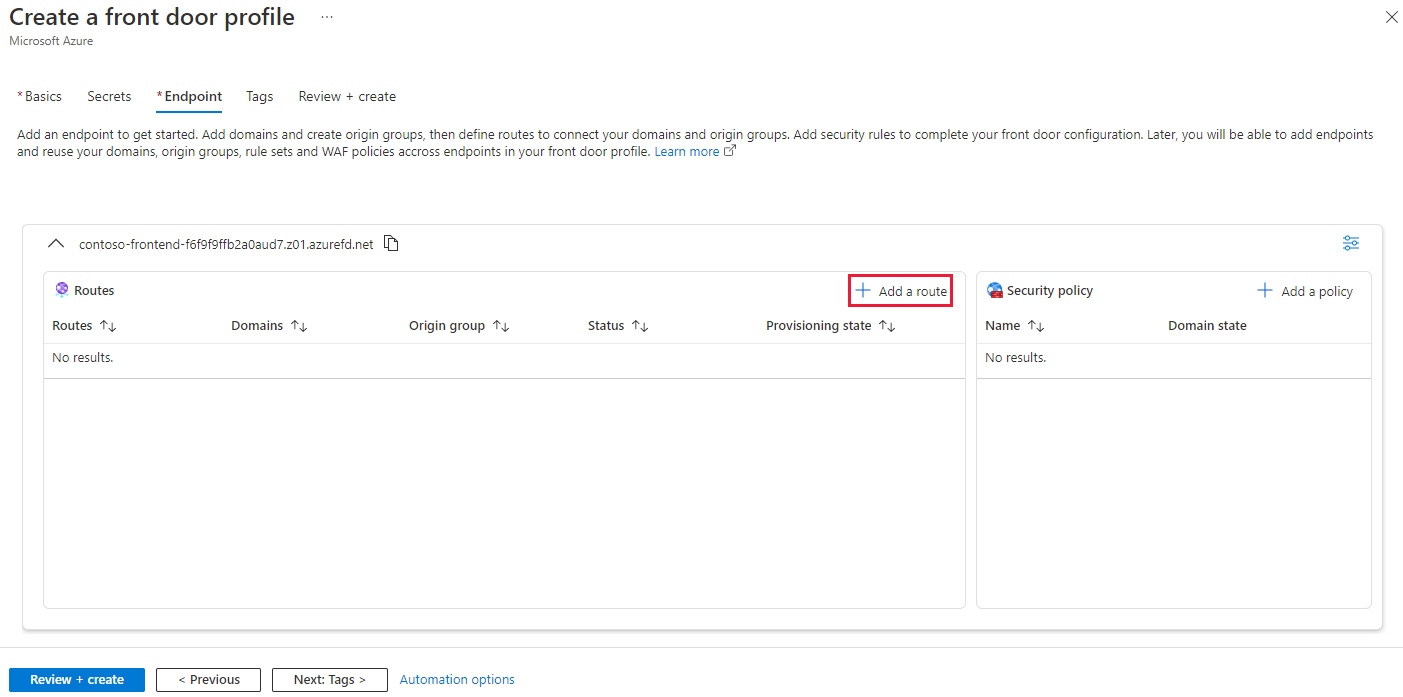 Create a front door profile ...
Microsoft Azure
* Basics Secrets * Endpoint Tags Review + create
Add an endpoint to get started. Add domains and create origin groups, then define routes to connect your domains and origin groups. Add security rules to complete your front door configuration. Later, you will be able to add endpoints
and reuse your domains, origin groups, rule sets and WAF policies accross endpoints in your front door profile. Learn more
contoso-frontend-f6f9f9ffb2a0aud7.z01.azurefd.net
Routes + Add a route
Routes ↑↓ Domains ↑↓ Origin group ↑↓ Status ↑↓ Provisioning state ↑↓
No results.
Security policy + Add a policy
Name ↑↓ Domain state
No results.
Review + create < Previous Next: Tags > Automation options